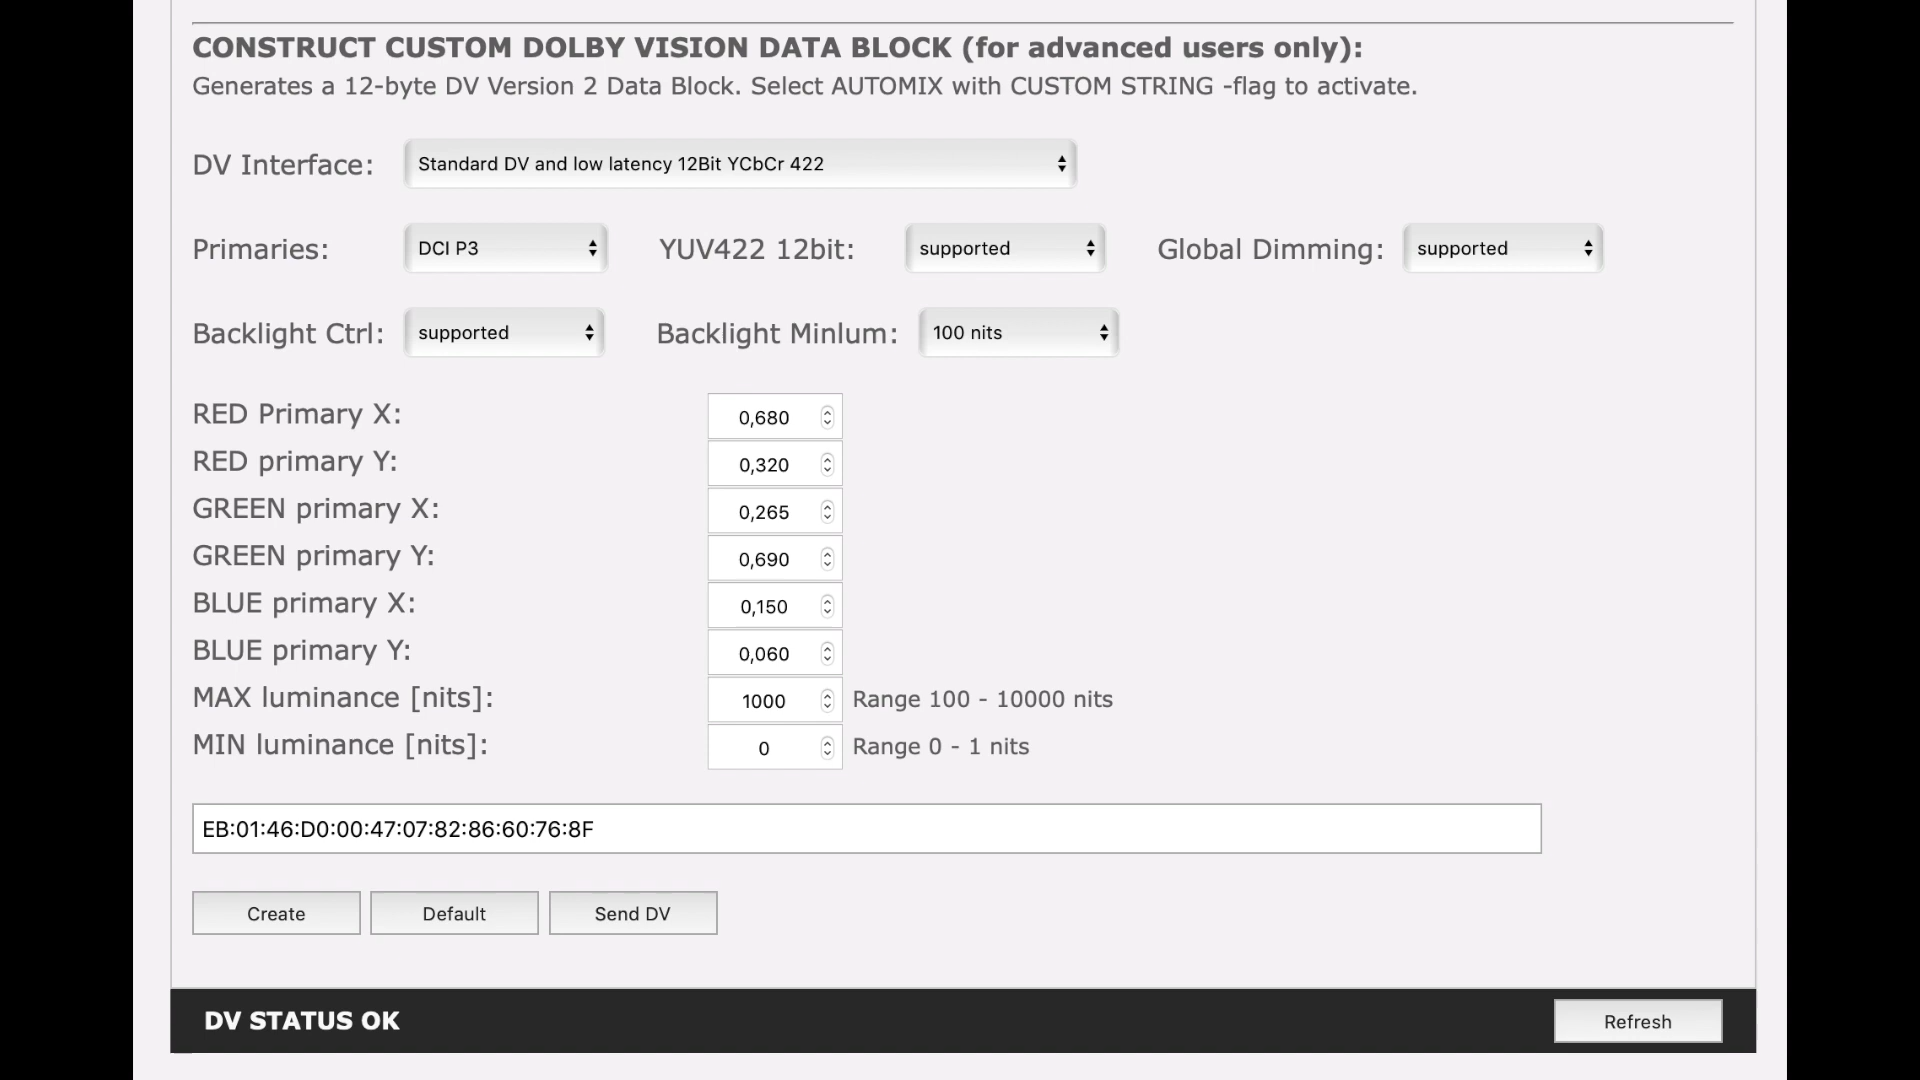 CONSTRUCT CUSTOM DOLBY VISION DATA BLOCK (for advanced users only):
Generates a 12-byte DV Version 2 Data Block. Select AUTOMIX with CUSTOM STRING -flag to activate.
DV Interface: Standard DV and low latency 12Bit YCbCr 422
Primaries: DCI P3 YUV422 12bit: supported Global Dimming: supported
Backlight Ctrl: supported Backlight Minlum: 100 nits
RED Primary X: 0,680
RED primary Y: 0,320
GREEN primary X: 0,265
GREEN primary Y: 0,690
BLUE primary X: 0,150
BLUE primary Y: 0,060
MAX luminance [nits]: 1000 Range 100 - 10000 nits
MIN luminance [nits]: 0 Range 0 - 1 nits
EB:01:46:D0:00:47:07:82:86:60:76:8F
Create Default Send DV
DV STATUS OK Refresh